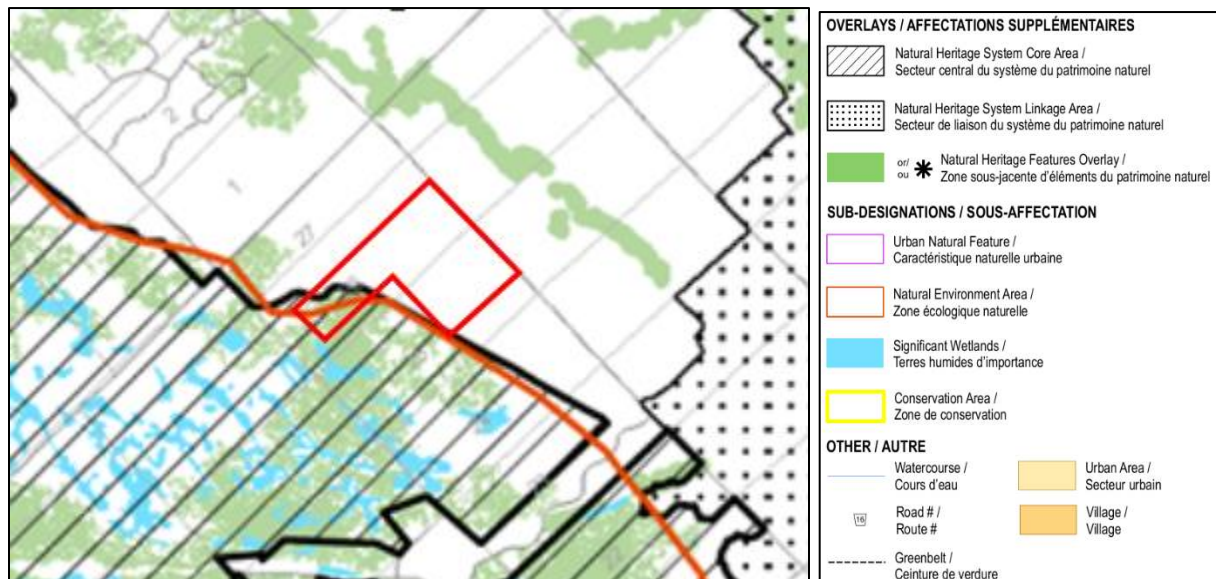 2
1
27
OVERLAYS / AFFECTATIONS SUPPLÉMENTAIRES
Natural Heritage System Core Area /
Secteur central du système du patrimoine naturel
Natural Heritage System Linkage Area /
Secteur de liaison du système du patrimoine naturel
or/
ou
Natural Heritage Features Overlay /
Zone sous-jacente d'éléments du patrimoine naturel
SUB-DESIGNATIONS / SOUS-AFFECTATION
Urban Natural Feature /
Caractéristique naturelle urbaine
Natural Environment Area /
Zone écologique naturelle
Significant Wetlands /
Terres humides d'importance
Conservation Area /
Zone de conservation
OTHER / AUTRE
Watercourse /
Cours d'eau
Urban Area /
Secteur urbain
16
Road # /
Route #
Village /
Village
Greenbelt /
Ceinture de verdure